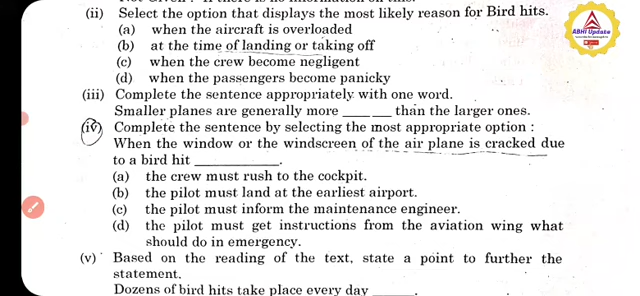 (ii) Select the option that displays the most likely reason for Bird hits.
(a) when the aircraft is overloaded
(b) at the time of landing or taking off
(c) when the crew become negligent
(d) when the passengers become panicky
(iii) Complete the sentence appropriately with one word.
Smaller planes are generally more ______ than the larger ones.
(iv) Complete the sentence by selecting the most appropriate option :
When the window or the windscreen of the air plane is cracked due
to a bird hit __________.
(a) the crew must rush to the cockpit.
(b) the pilot must land at the earliest airport.
(c) the pilot must inform the maintenance engineer.
(d) the pilot must get instructions from the aviation wing what
should do in emergency.
(v) Based on the reading of the text, state a point to further the
statement.
Dozens of bird hits take place every day _____.
ABHI Update